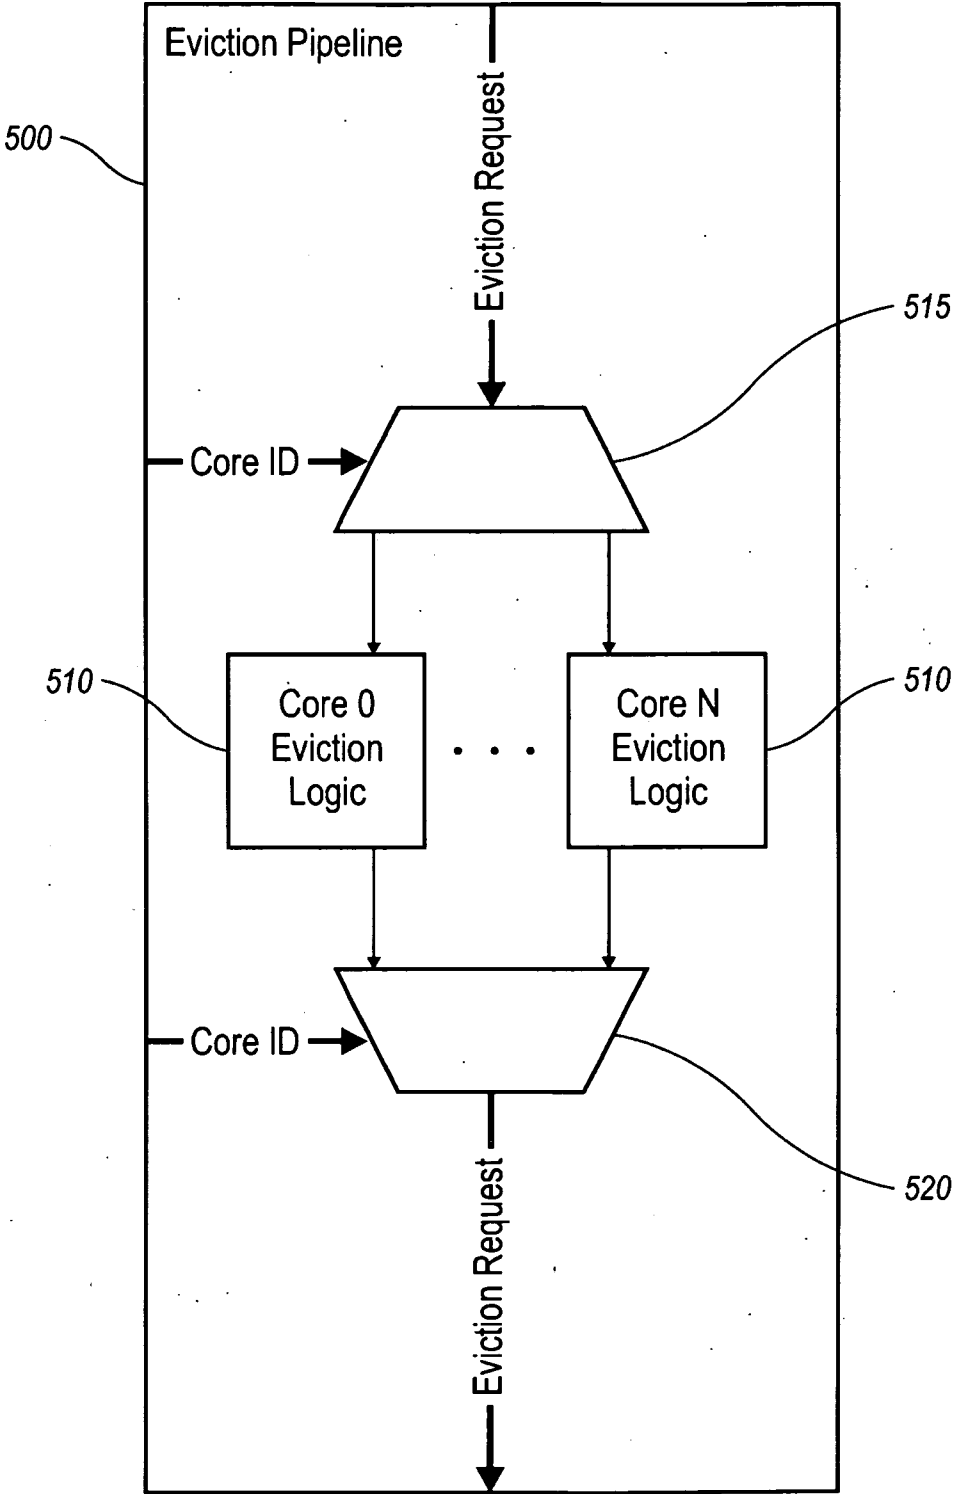 Eviction Pipeline
500
Eviction Request
515
Core ID
510
Core 0
Eviction
Logic
. . .
Core N
Eviction
Logic
510
Core ID
520
Eviction Request